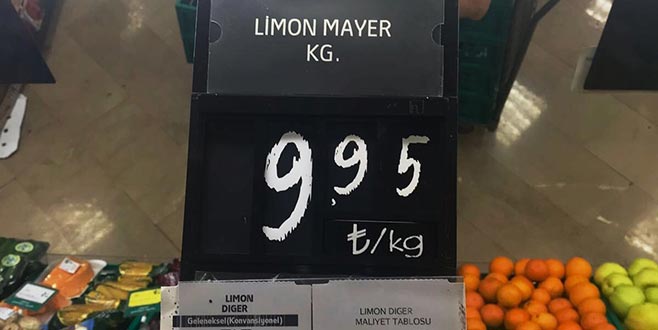 LİMON MAYER
KG.
9,95
₺/kg
LIMON
DIGER
Geleneksel(Konvansiyonel)
LIMON DIGER
MALIYET TABLOSU